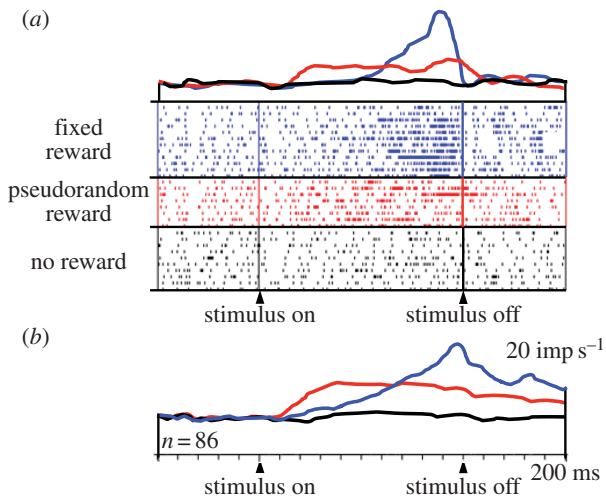 (a)
fixed
reward
pseudorandom
reward
no reward
stimulus on stimulus off
(b)
20 imp s⁻¹
n = 86
200 ms
stimulus on stimulus off